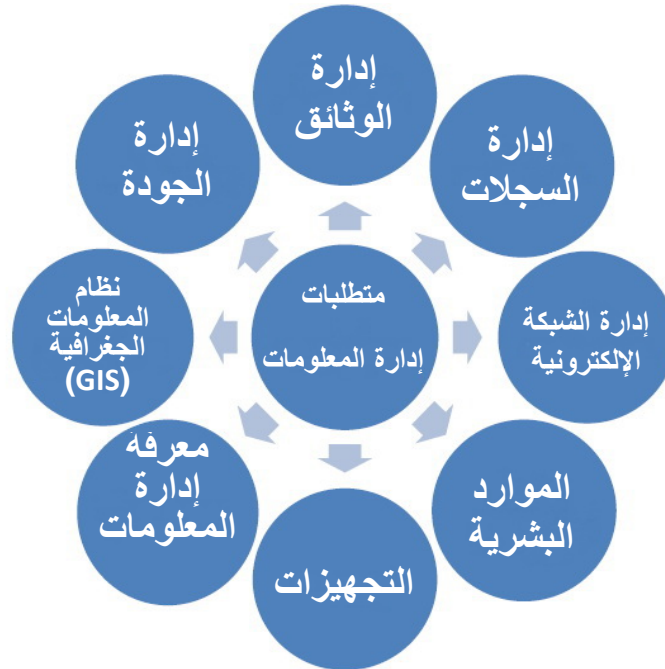 إدارة
الوثائق
إدارة
السجلات
إدارة الشبكة
الإلكترونية
الموارد
البشرية
التجهيزات
معرفة
إدارة
المعلومات
نظام
المعلومات
الجغرافية
(GIS)
إدارة
الجودة
متطلبات
إدارة المعلومات